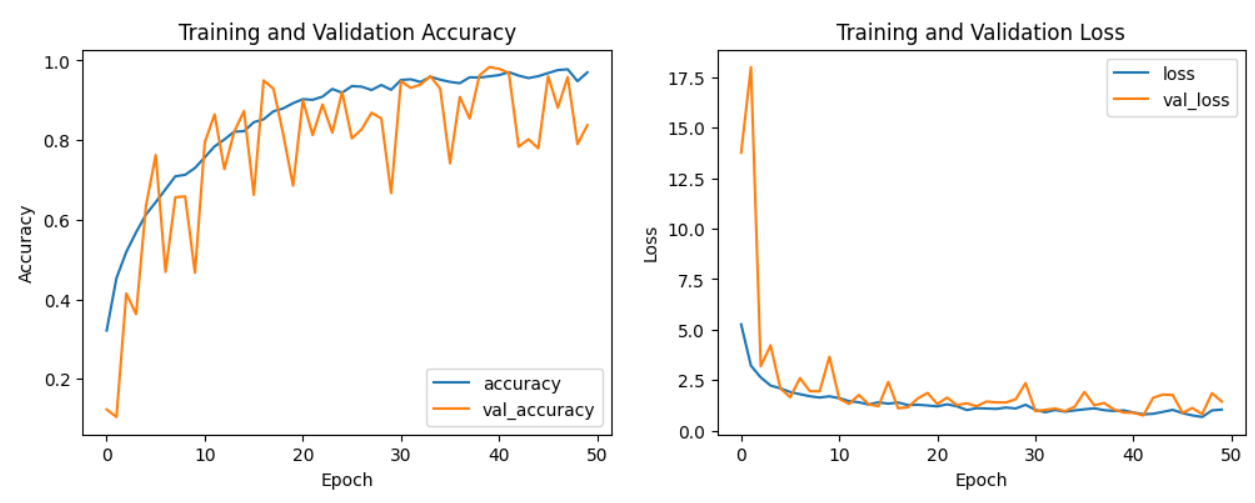 Training and Validation Accuracy
1.0
0.8
0.6
0.4
0.2
Accuracy
0 10 20 30 40 50
Epoch
accuracy
val_accuracy
Training and Validation Loss
17.5
15.0
12.5
10.0
7.5
5.0
2.5
0.0
Loss
0 10 20 30 40 50
Epoch
loss
val_loss